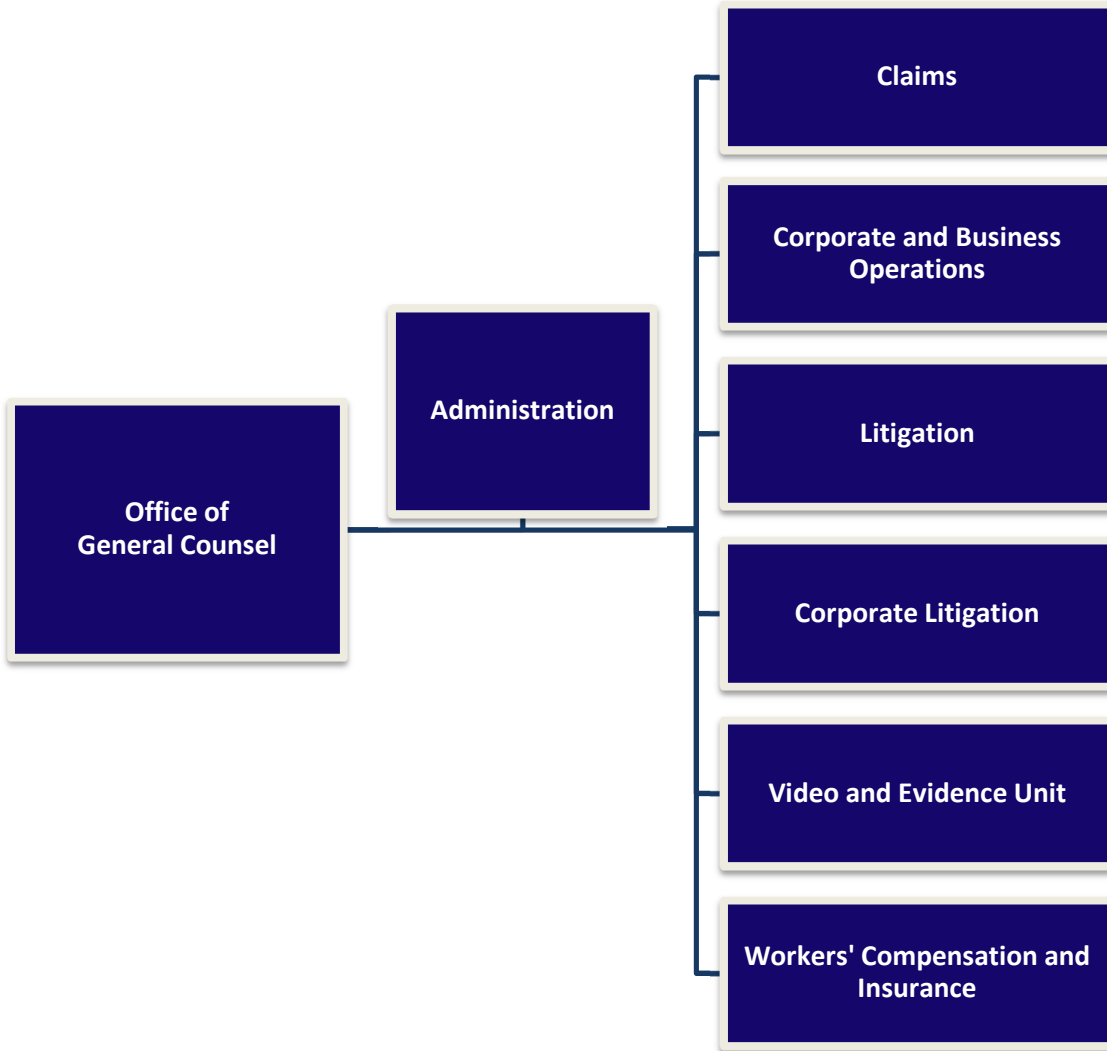 Claims
Corporate and Business
Operations
Administration
Litigation
Office of
General Counsel
Corporate Litigation
Video and Evidence Unit
Workers' Compensation and
Insurance